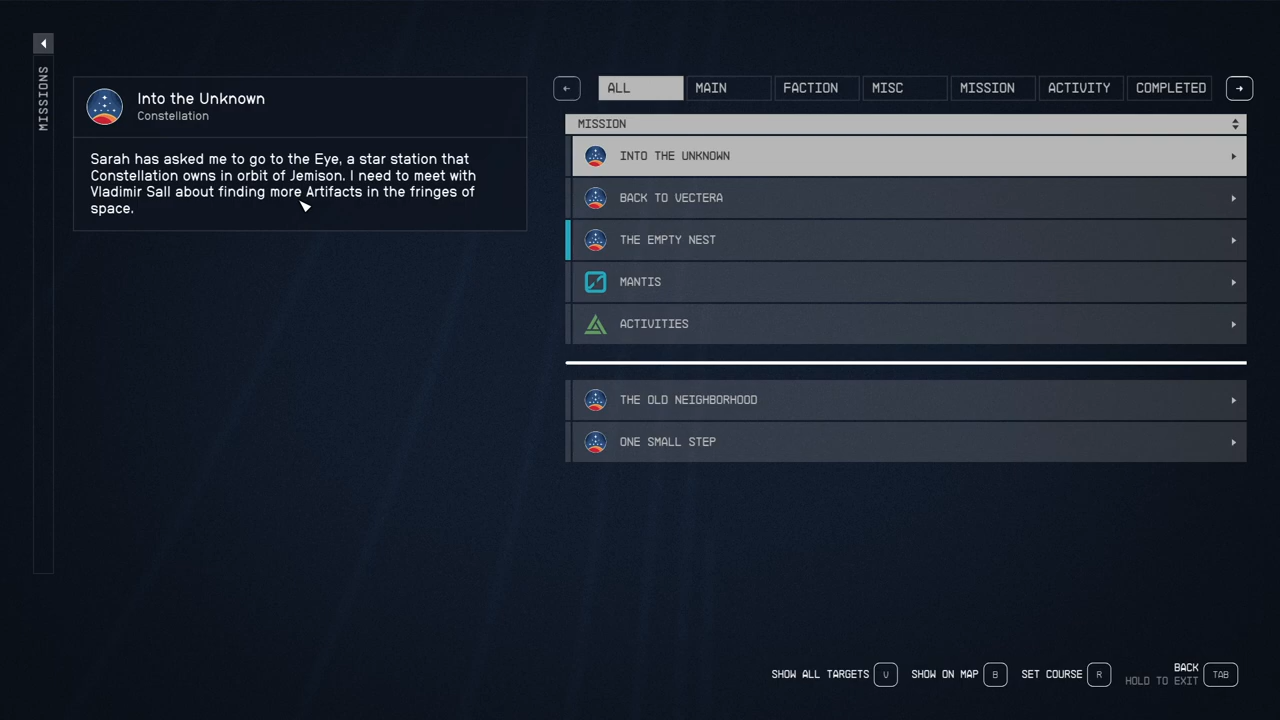 MISSIONS
Into the Unknown
Constellation
Sarah has asked me to go to the Eye, a star station that
Constellation owns in orbit of Jemison. I need to meet with
Vladimir Sall about finding more Artifacts in the fringes of
space.
ALL MAIN FACTION MISC MISSION ACTIVITY COMPLETED
MISSION
INTO THE UNKNOWN
BACK TO VECTERA
THE EMPTY NEST
MANTIS
ACTIVITIES
THE OLD NEIGHBORHOOD
ONE SMALL STEP
SHOW ALL TARGETS V SHOW ON MAP B SET COURSE R BACK TAB
HOLD TO EXIT